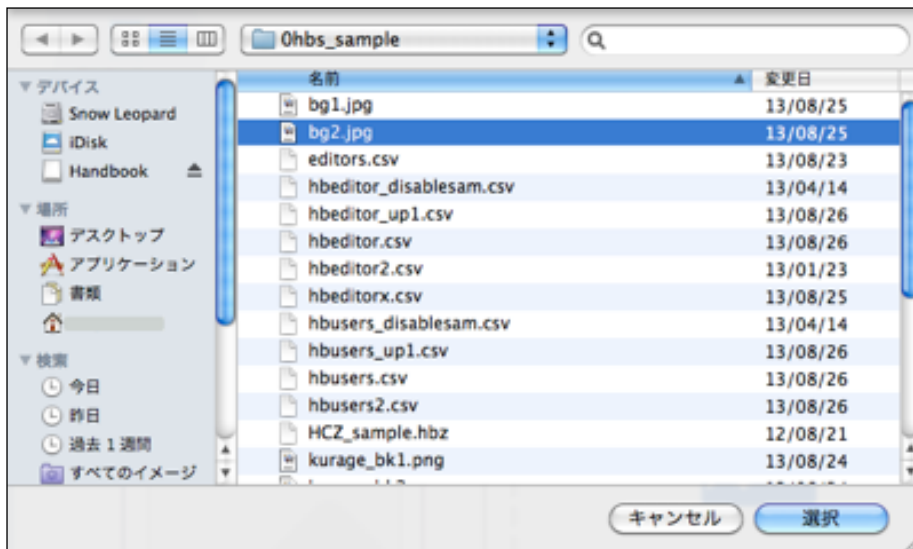 0hbs_sample
デバイス
Snow Leopard
iDisk
Handbook
場所
デスクトップ
アプリケーション
書類
検索
今日
昨日
過去 1 週間
すべてのイメージ
名前 変更日
bg1.jpg 13/08/25
bg2.jpg 13/08/25
editors.csv 13/08/23
hbeditor_disablesam.csv 13/04/14
hbeditor_up1.csv 13/08/26
hbeditor.csv 13/08/26
hbeditor2.csv 13/01/23
hbeditorx.csv 13/08/25
hbusers_disablesam.csv 13/04/14
hbusers_up1.csv 13/08/26
hbusers.csv 13/08/26
hbusers2.csv 13/08/26
HCZ_sample.hbz 12/08/21
kurage_bk1.png 13/08/24
キャンセル 選択